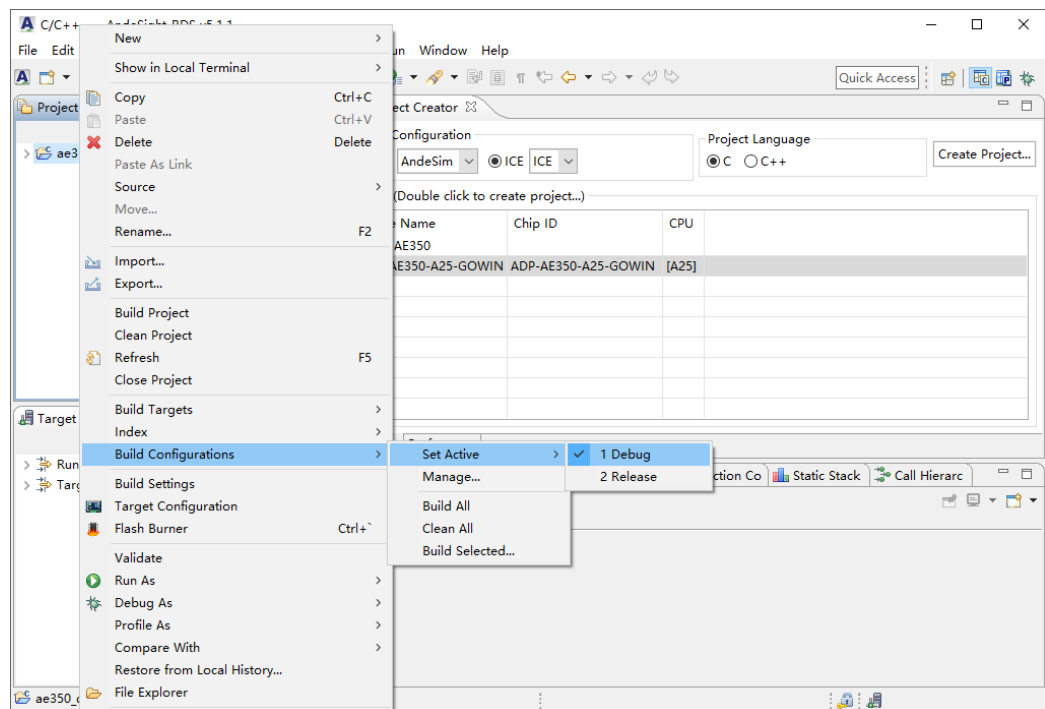 C/C++
AndeSight RDS v5.1.1
File Edit
un Window Help
Quick Access
Project
ect Creator
ae3
Configuration
AndeSim
ICE
ICE
Project Language
C
C++
Create Project...
(Double click to create project...)
Name
Chip ID
CPU
AE350
AE350-A25-GOWIN
ADP-AE350-A25-GOWIN
[A25]
New
Show in Local Terminal
Copy Ctrl+C
Paste Ctrl+V
Delete Delete
Paste As Link
Source
Move...
Rename... F2
Import...
Export...
Build Project
Clean Project
Refresh F5
Close Project
Build Targets
Index
Build Configurations
Build Settings
Target Configuration
Flash Burner Ctrl+`
Validate
Run As
Debug As
Profile As
Compare With
Restore from Local History...
File Explorer
Set Active
Manage...
Build All
Clean All
Build Selected...
1 Debug
2 Release
Target
Run
Targ
ction Co
Static Stack
Call Hierarc
ae350_